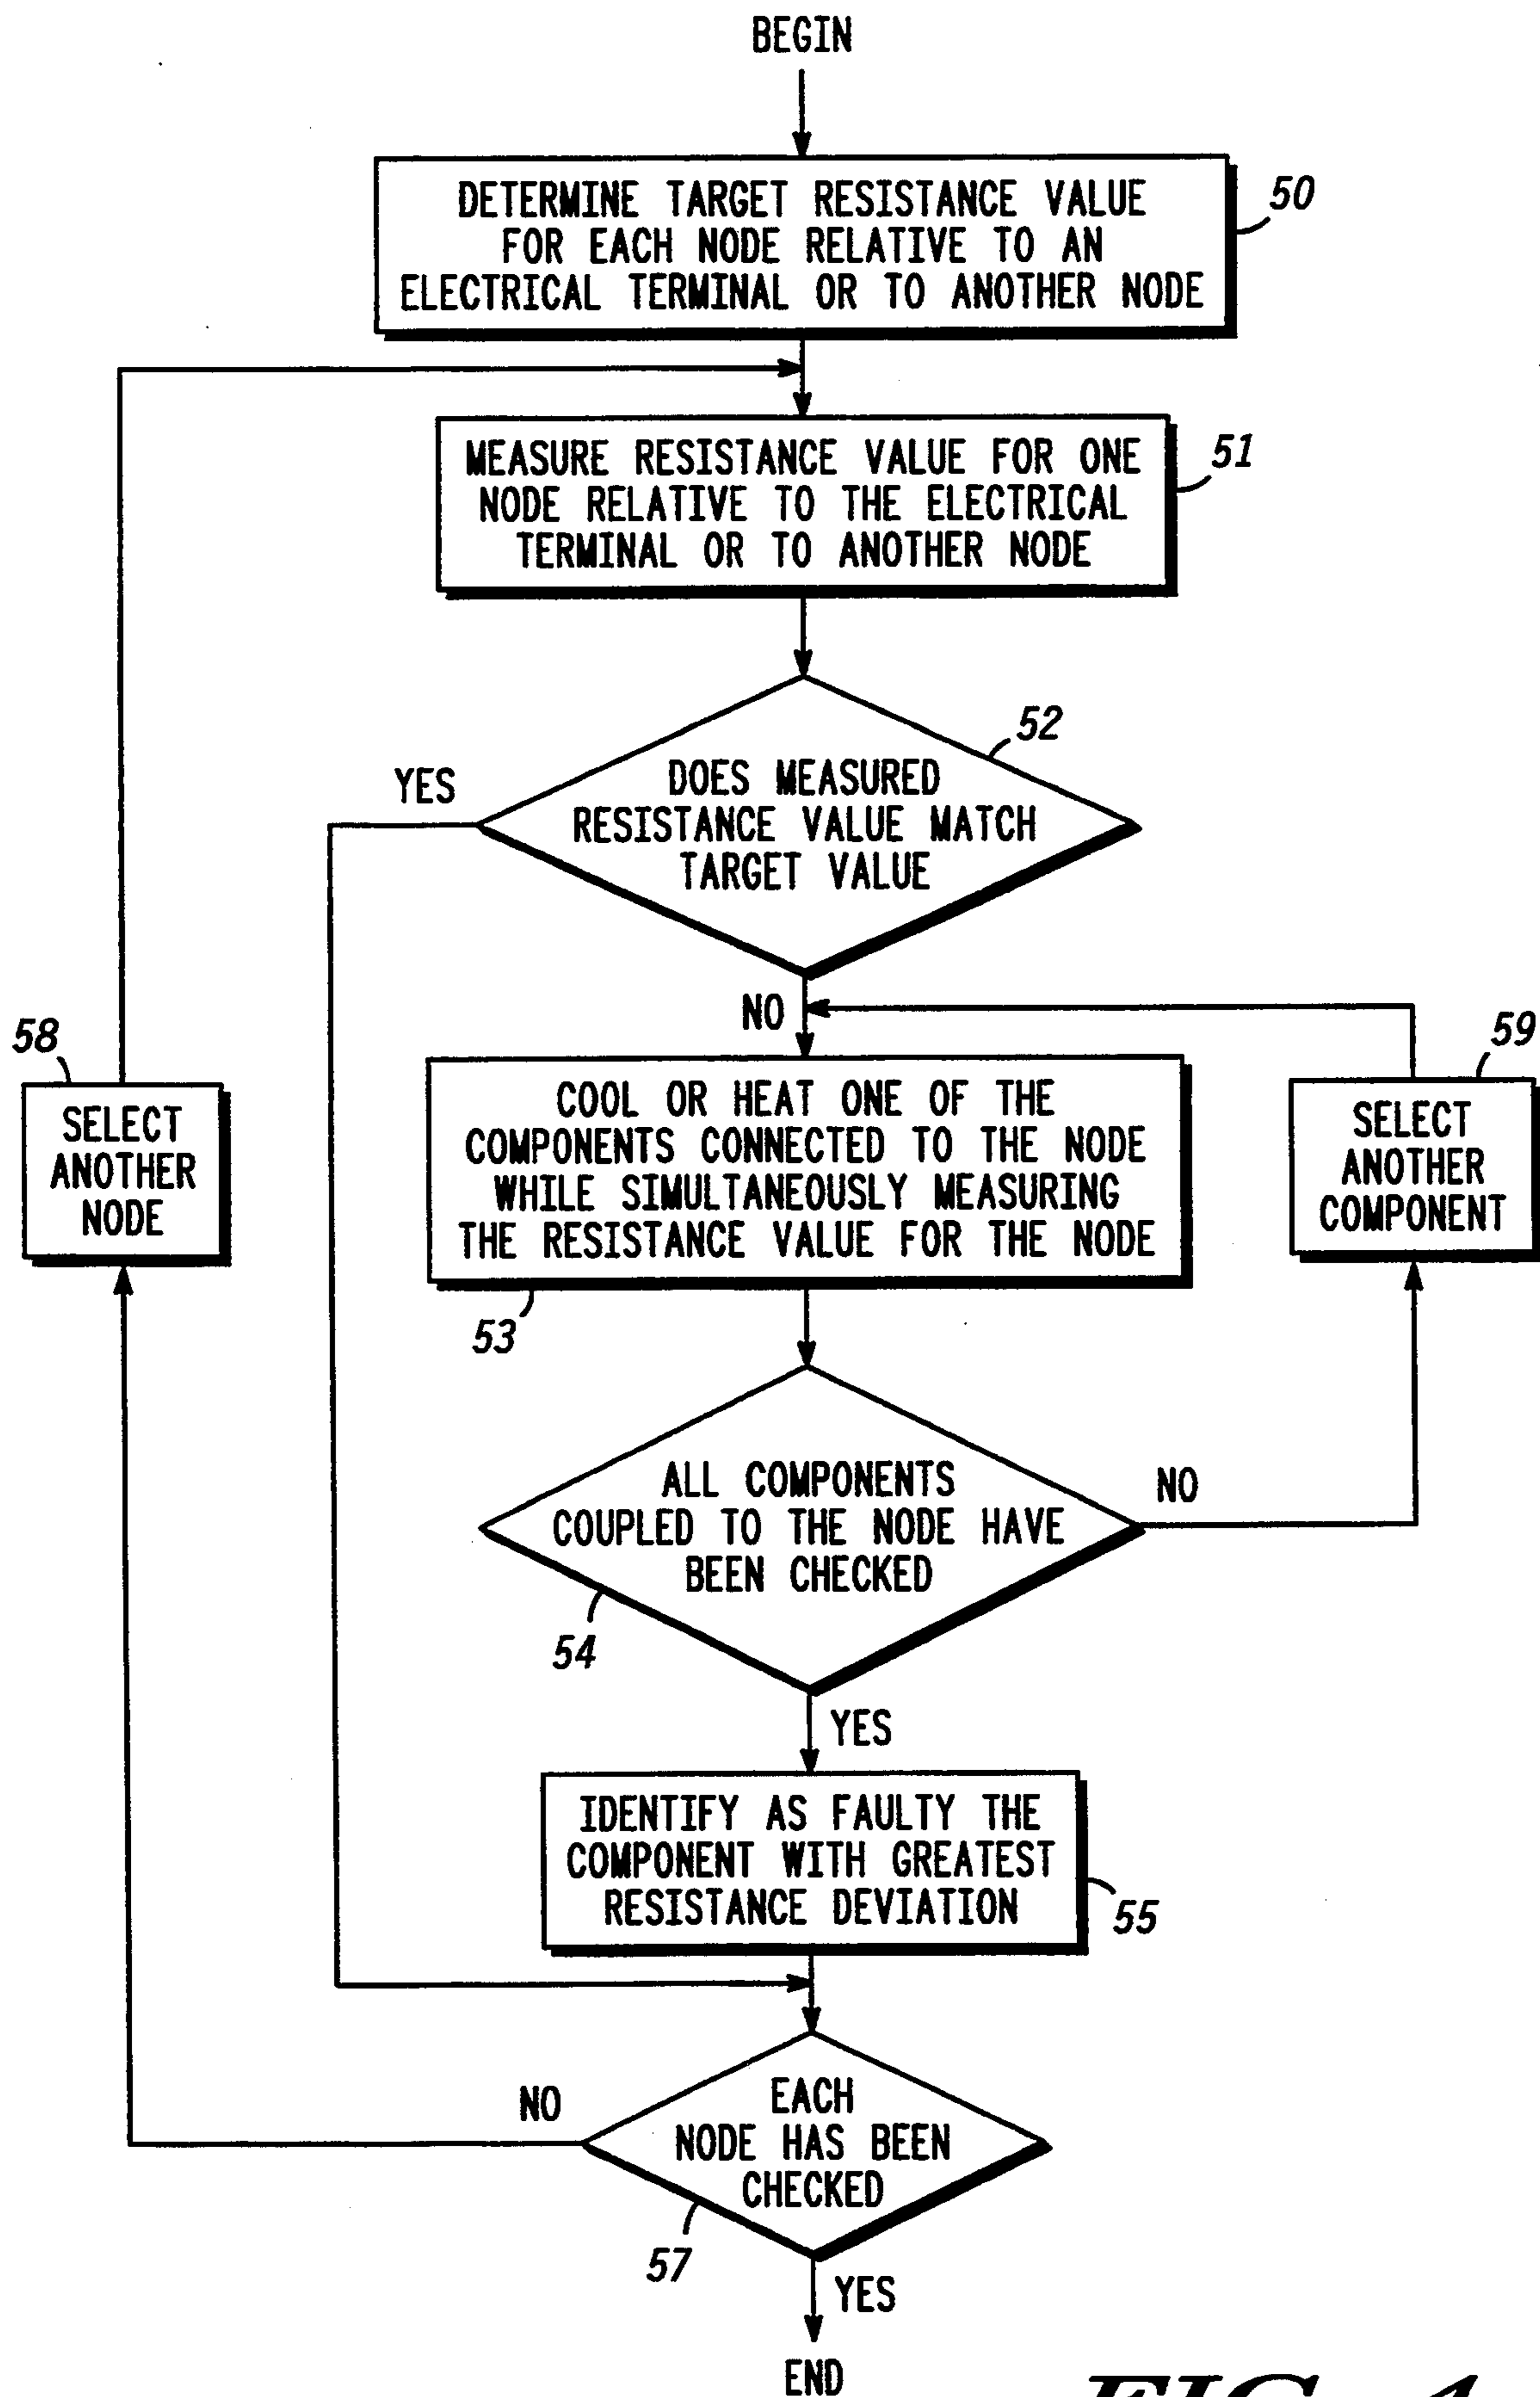 BEGIN
DETERMINE TARGET RESISTANCE VALUE
FOR EACH NODE RELATIVE TO AN
ELECTRICAL TERMINAL OR TO ANOTHER NODE
50
MEASURE RESISTANCE VALUE FOR ONE
NODE RELATIVE TO THE ELECTRICAL
TERMINAL OR TO ANOTHER NODE
51
52
YES
DOES MEASURED
RESISTANCE VALUE MATCH
TARGET VALUE
NO
58
SELECT
ANOTHER
NODE
COOL OR HEAT ONE OF THE
COMPONENTS CONNECTED TO THE NODE
WHILE SIMULTANEOUSLY MEASURING
THE RESISTANCE VALUE FOR THE NODE
53
59
SELECT
ANOTHER
COMPONENT
ALL COMPONENTS
COUPLED TO THE NODE HAVE
BEEN CHECKED
NO
54
YES
IDENTIFY AS FAULTY THE
COMPONENT WITH GREATEST
RESISTANCE DEVIATION
55
NO
EACH
NODE HAS BEEN
CHECKED
57
YES
END